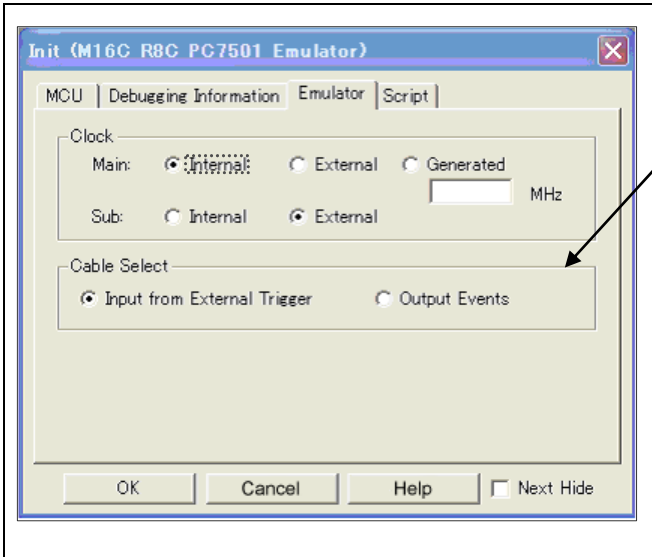 Init (M16C R8C PC7501 Emulator)
MCU Debugging Information Emulator Script
Clock
Main: Internal External Generated
MHz
Sub: Internal External
Cable Select
Input from External Trigger Output Events
OK Cancel Help Next Hide